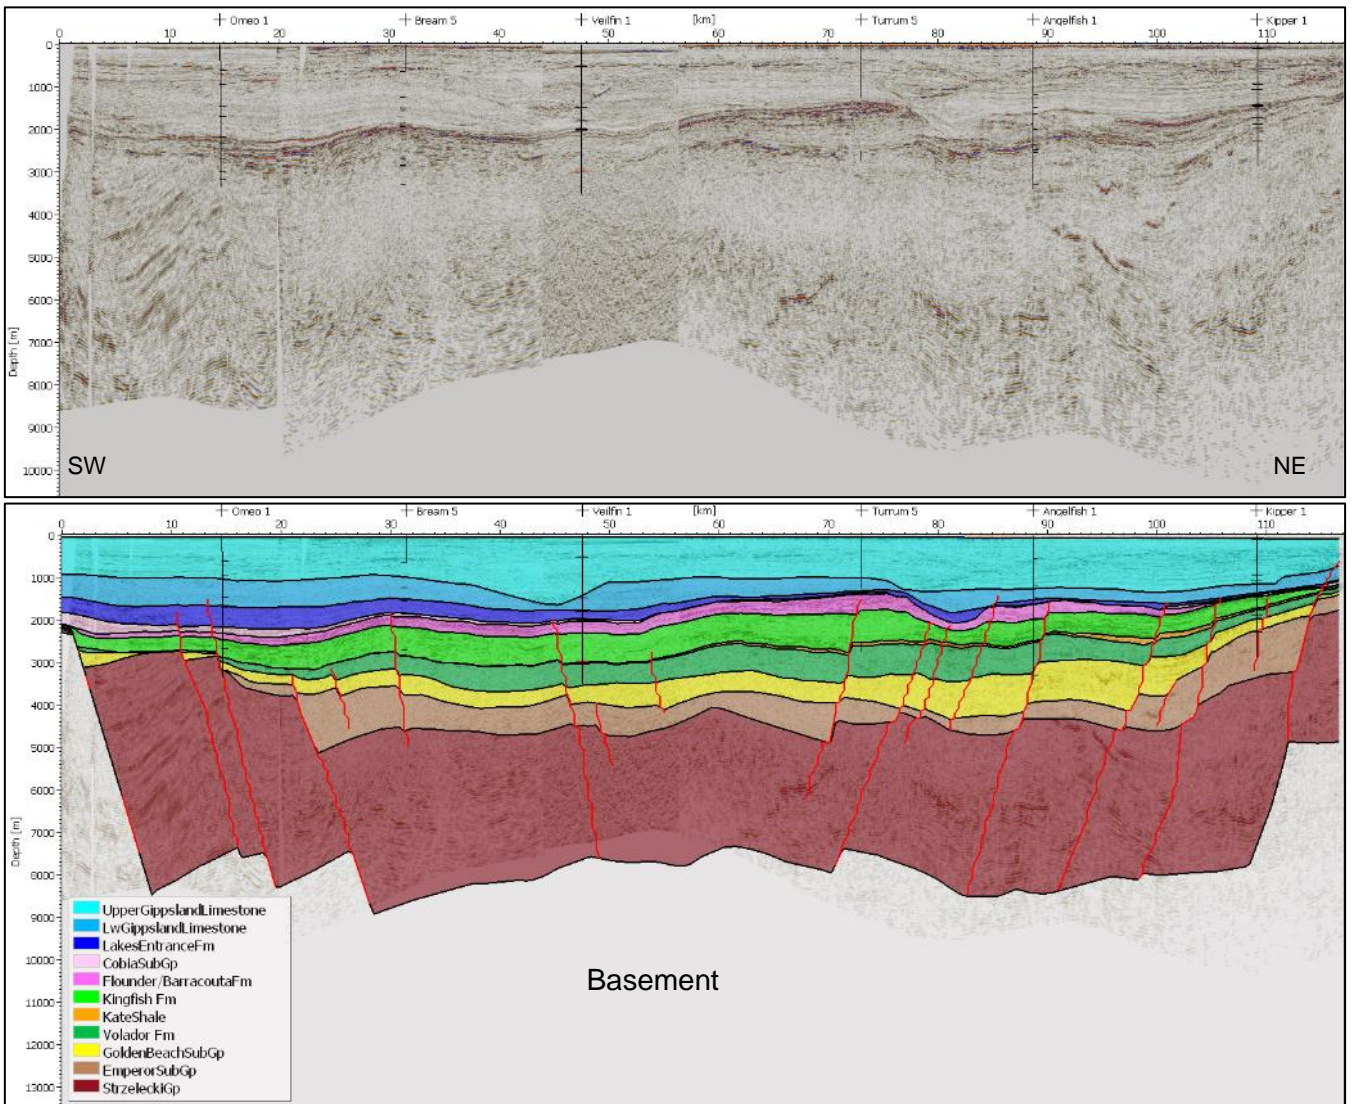 Omeo 1 Bream 5 Veilfin 1 [km] Turrum 5 Angelfish 1 Kipper 1
0 10 20 30 40 50 60 70 80 90 100 110
0
1000
2000
3000
4000
5000
6000
7000
8000
9000
10000
Depth [m]
SW NE
Omeo 1 Bream 5 Veilfin 1 [km] Turrum 5 Angelfish 1 Kipper 1
0 10 20 30 40 50 60 70 80 90 100 110
0
1000
2000
3000
4000
5000
6000
7000
8000
9000
10000
11000
12000
13000
Depth [m]
UpperGippslandLimestone
LwGippslandLimestone
LakesEntranceFm
CobiaSubGp
Flounder/BarracoutaFm
Kingfish Fm
KateShale
Volador Fm
GoldenBeachSubGp
EmperorSubGp
StrzeleckiGp
Basement